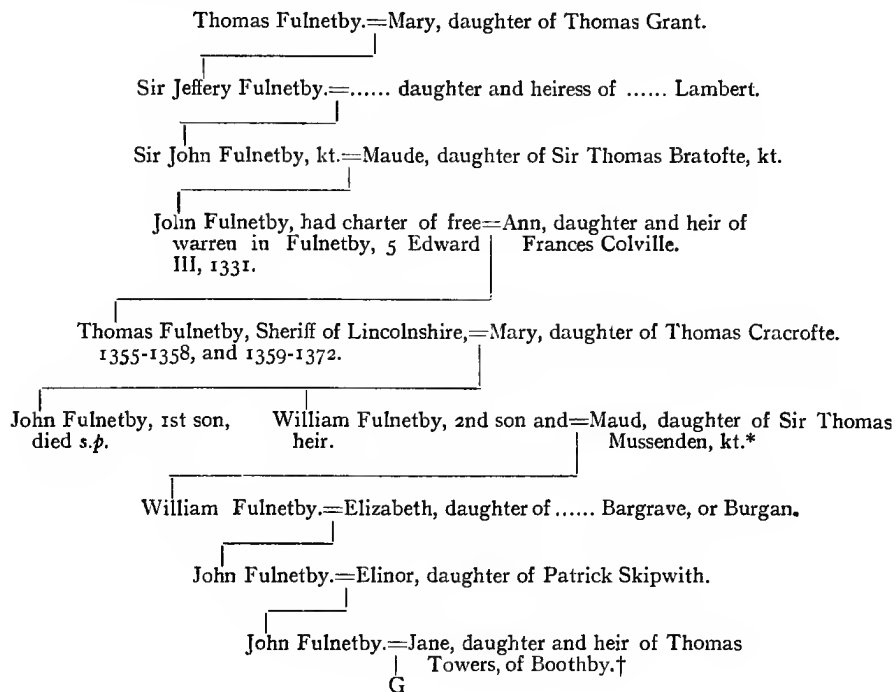 Thomas Fulnetby.=Mary, daughter of Thomas Grant.
Sir Jeffery Fulnetby.=...... daughter and heiress of ...... Lambert.
Sir John Fulnetby, kt.=Maude, daughter of Sir Thomas Bratofte, kt.
John Fulnetby, had charter of free=Ann, daughter and heir of
warren in Fulnetby, 5 Edward Frances Colville.
III, 1331.
Thomas Fulnetby, Sheriff of Lincolnshire,=Mary, daughter of Thomas Cracrofte.
1355-1358, and 1359-1372.
John Fulnetby, 1st son, William Fulnetby, 2nd son and=Maud, daughter of Sir Thomas
died s.p. heir. Mussenden, kt.*
William Fulnetby.=Elizabeth, daughter of ...... Bargrave, or Burgan.
John Fulnetby.=Elinor, daughter of Patrick Skipwith.
John Fulnetby.=Jane, daughter and heir of Thomas
Towers, of Boothby.†
G